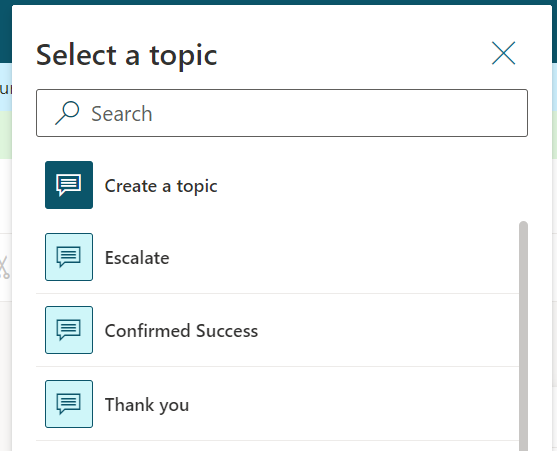 Select a topic
Search
Create a topic
Escalate
Confirmed Success
Thank you